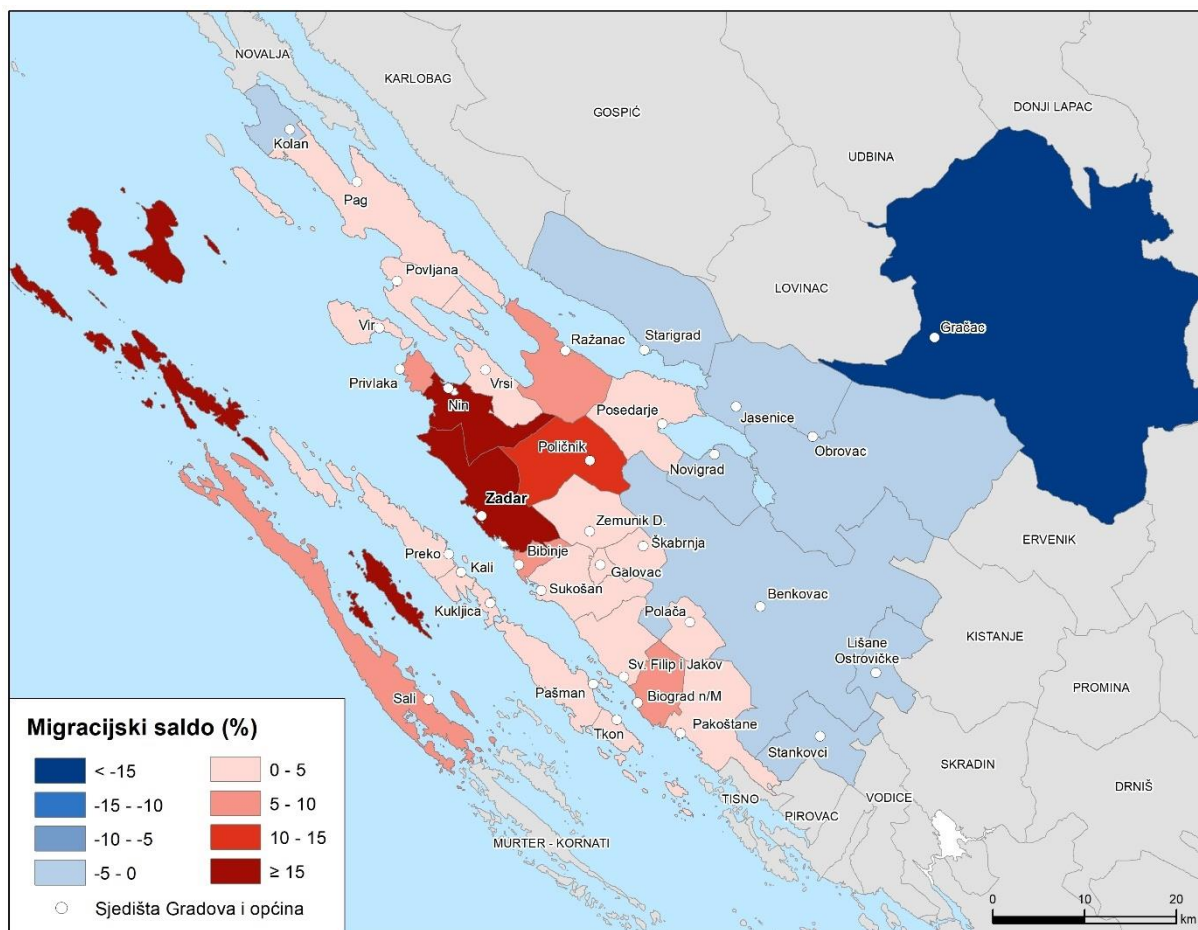 NOVALJA
KARLOBAG
GOSPIĆ
DONJI LAPAC
UDBINA
Kolan
Pag
LOVINAC
Povljana
Gračac
Vir
Ražanac
Starigrad
Privlaka
Vrsi
Nin
Posedarje
Jasenice
Poličnik
Obrovac
Novigrad
Zadar
Zemunik D.
ERVENIK
Škabrnja
Preko
Bibinje
Kali
Galovac
Sukošan
Kukljica
Benkovac
Polača
KISTANJE
Lišane
Ostrovičke
Sv. Filip i Jakov
Pašman
Biograd n/M
PROMINA
Sali
Tkon
Pakoštane
Stankovci
SKRADIN
DRNIŠ
TISNO
VODICE
PIROVAC
MURTER - KORNATI
Migracijski saldo (%)
< -15
-15 - -10
-10 - -5
-5 - 0
0 - 5
5 - 10
10 - 15
≥ 15
Sjedišta Gradova i općina
0 10 20
km